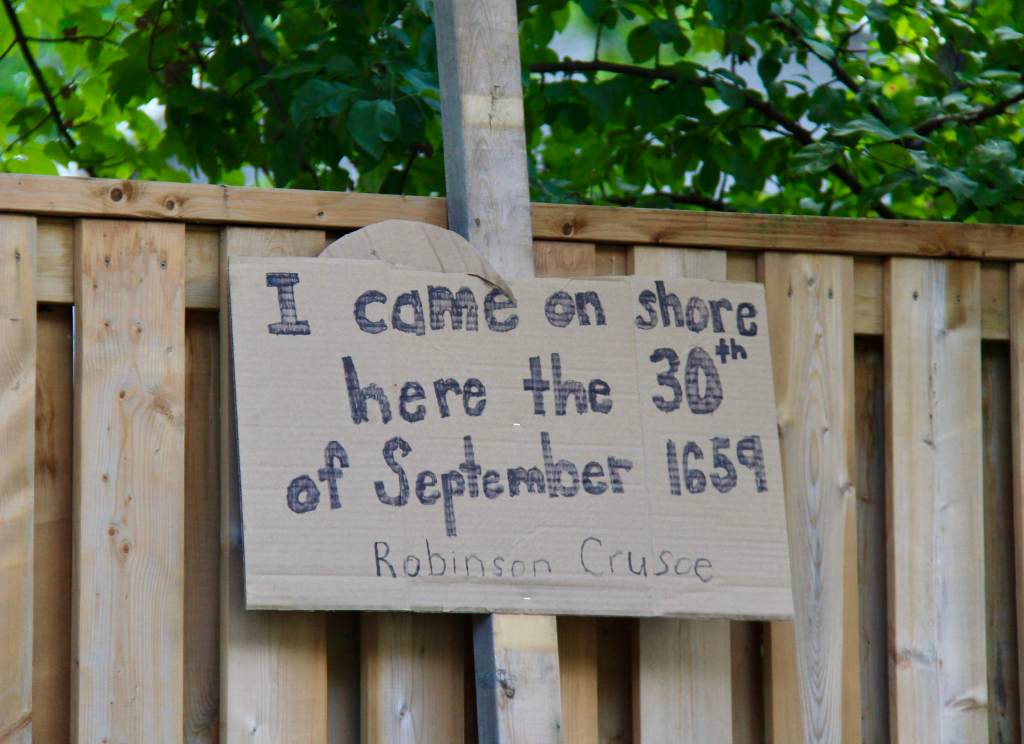 I came on shore
here the 30th
of September 1659
Robinson Crusoe